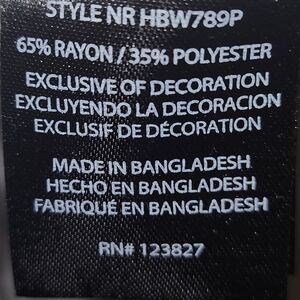 STYLE NR HBW789P
65% RAYON / 35% POLYESTER
EXCLUSIVE OF DECORATION
EXCLUYENDO LA DECORACION
EXCLUSIF DE DÉCORATION
MADE IN BANGLADESH
HECHO EN BANGLADESH
FABRIQUÉ EN BANGLADESH
RN# 123827